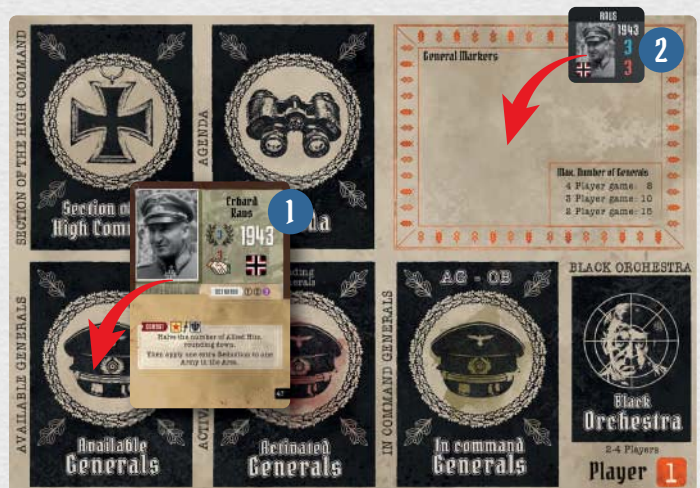 RAUS
1943
3
3
2
SECTION OF THE HIGH COMMAND
AGENDA
General Markers
Max. Number of Generals
4 Player game: 8
3 Player game: 10
2 Player game: 15
Section of
High Comm
da
Erhard
Raus
1
1943
3
COMBAT
Halve the number of Allied Hits,
rounding down.
Then apply one extra Reduction to one
Army in the Area.
47
AVAILABLE GENERALS
Available
Generals
ACTIV
Activated
Generals
IN COMMAND GENERALS
AG - OB
In command
Generals
BLACK ORCHESTRA
Black
Orchestra
2-4 Players
Player 1